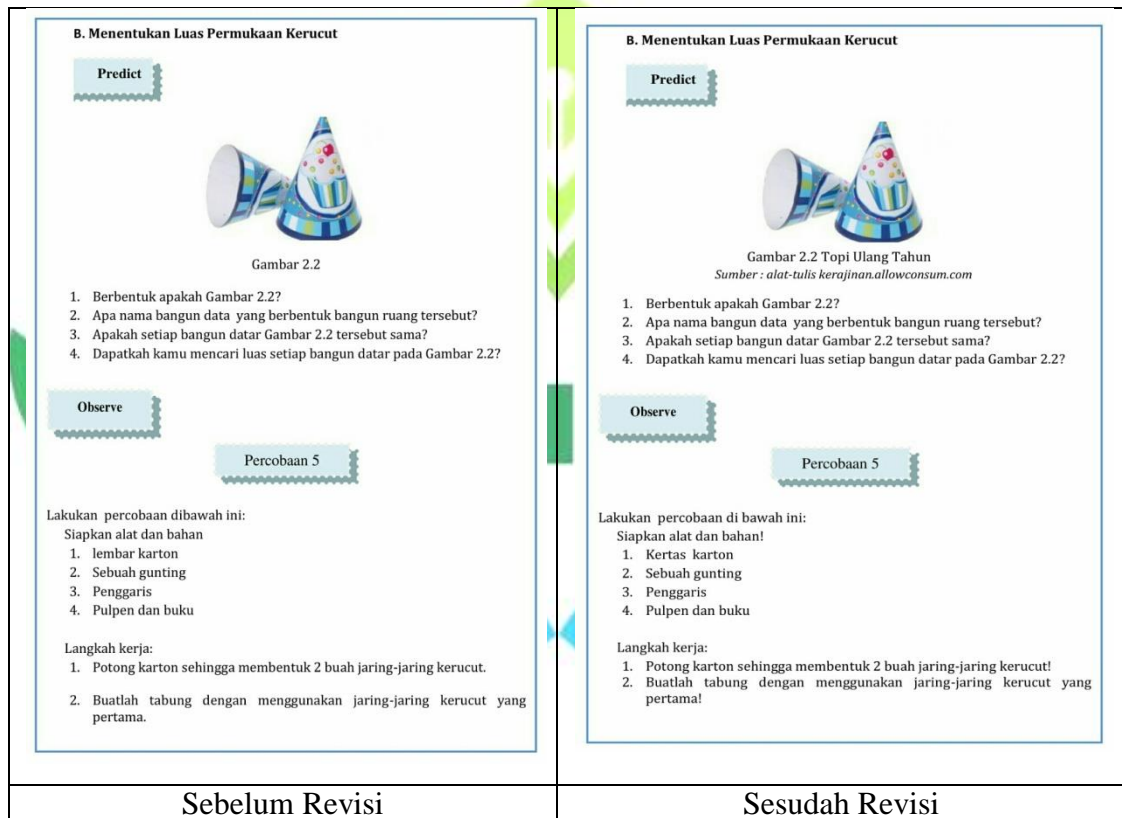 B. Menentukan Luas Permukaan Kerucut
Predict
Gambar 2.2
1. Berbentuk apakah Gambar 2.2?
2. Apa nama bangun data yang berbentuk bangun ruang tersebut?
3. Apakah setiap bangun datar Gambar 2.2 tersebut sama?
4. Dapatkah kamu mencari luas setiap bangun datar pada Gambar 2.2?
Observe
Percobaan 5
Lakukan percobaan dibawah ini:
Siapkan alat dan bahan
1. lembar karton
2. Sebuah gunting
3. Penggaris
4. Pulpen dan buku
Langkah kerja:
1. Potong karton sehingga membentuk 2 buah jaring-jaring kerucut.
2. Buatlah tabung dengan menggunakan jaring-jaring kerucut yang
pertama.
Sebelum Revisi
B. Menentukan Luas Permukaan Kerucut
Predict
Gambar 2.2 Topi Ulang Tahun
Sumber : alat-tulis kerajinan.allowconsum.com
1. Berbentuk apakah Gambar 2.2?
2. Apa nama bangun data yang berbentuk bangun ruang tersebut?
3. Apakah setiap bangun datar Gambar 2.2 tersebut sama?
4. Dapatkah kamu mencari luas setiap bangun datar pada Gambar 2.2?
Observe
Percobaan 5
Lakukan percobaan di bawah ini:
Siapkan alat dan bahan!
1. Kertas karton
2. Sebuah gunting
3. Penggaris
4. Pulpen dan buku
Langkah kerja:
1. Potong karton sehingga membentuk 2 buah jaring-jaring kerucut!
2. Buatlah tabung dengan menggunakan jaring-jaring kerucut yang
pertama!
Sesudah Revisi